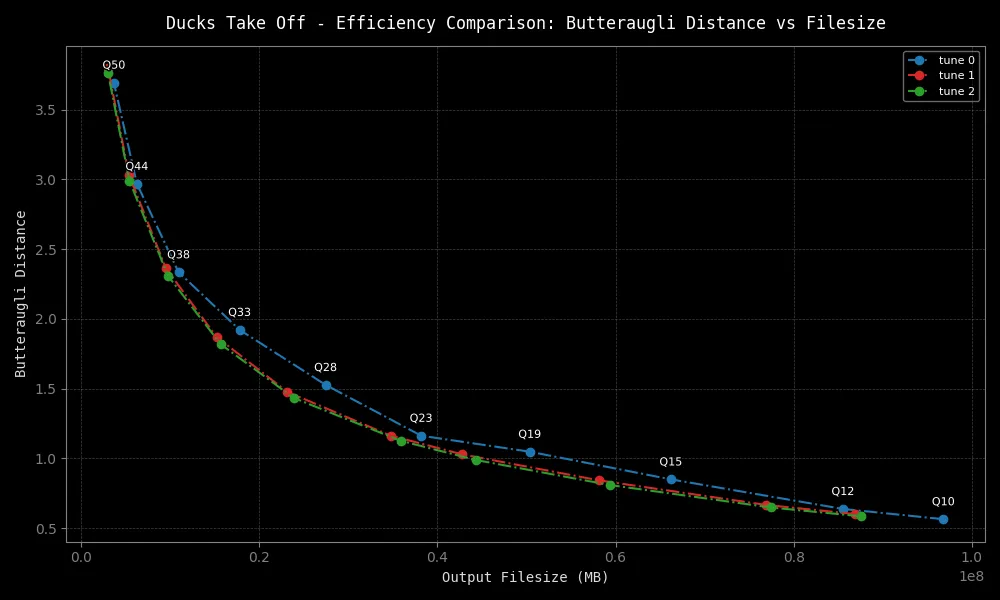 Ducks Take Off - Efficiency Comparison: Butteraugli Distance vs Filesize
tune 0
tune 1
tune 2
Q50
Q44
Q38
Q33
Q28
Q23
Q19
Q15
Q12
Q10
Butteraugli Distance
3.5
3.0
2.5
2.0
1.5
1.0
0.5
0.0
0.2
0.4
0.6
0.8
1.0
1e8
Output Filesize (MB)